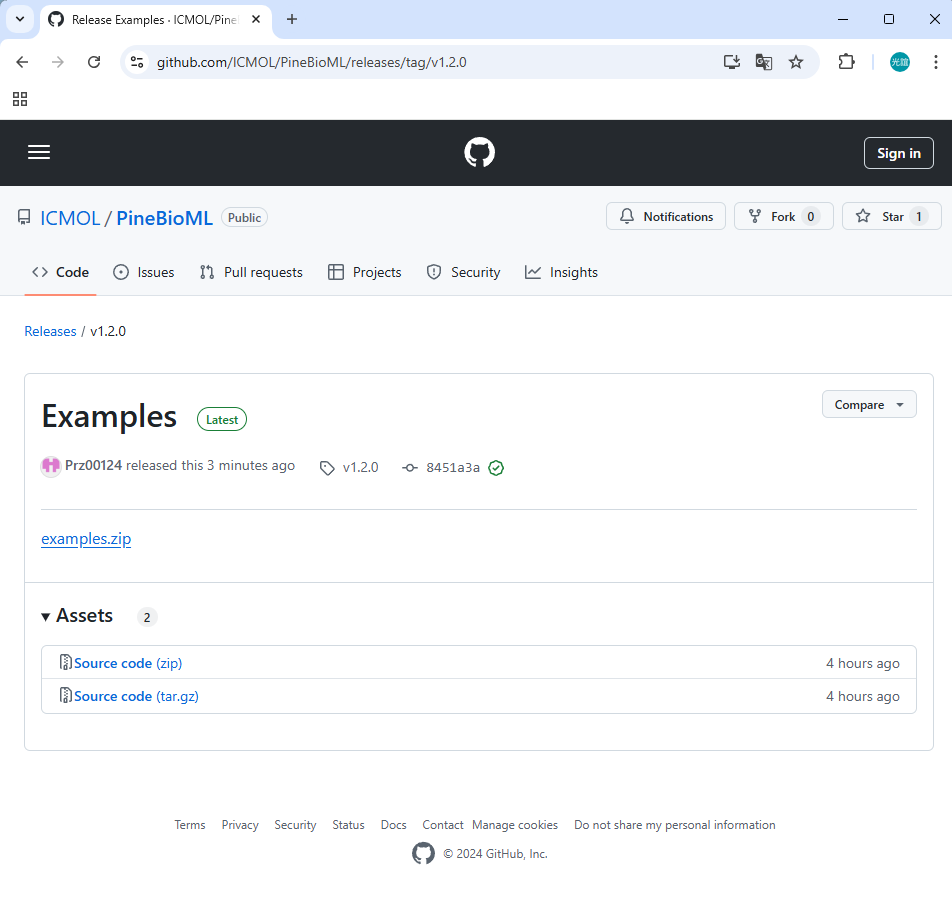 Release Examples · ICMOL/Pine
github.com/ICMOL/PineBioML/releases/tag/v1.2.0
光誼
Sign in
ICMOL / PineBioML Public
Notifications
Fork 0
Star 1
Code
Issues
Pull requests
Projects
Security
Insights
Releases / v1.2.0
Examples Latest
Compare
Prz00124 released this 3 minutes ago v1.2.0 8451a3a
examples.zip
Assets 2
Source code (zip) 4 hours ago
Source code (tar.gz) 4 hours ago
Terms Privacy Security Status Docs Contact Manage cookies Do not share my personal information
© 2024 GitHub, Inc.